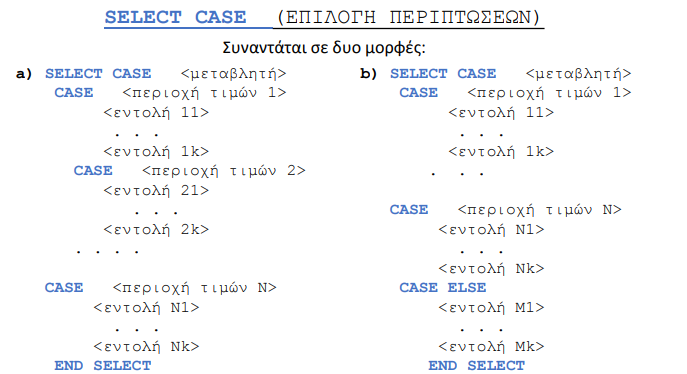 SELECT CASE (ΕΠΙΛΟΓΗ ΠΕΡΙΠΤΩΣΕΩΝ)
Συναντάται σε δυο μορφές:
a) SELECT CASE <μεταβλητή>
CASE <περιοχή τιμών 1>
<εντολή 11>
. . .
<εντολή 1k>
CASE <περιοχή τιμών 2>
<εντολή 21>
. . .
<εντολή 2k>
. . . .
CASE <περιοχή τιμών N>
<εντολή N1>
. . .
<εντολή Nk>
END SELECT
b) SELECT CASE <μεταβλητή>
CASE <περιοχή τιμών 1>
<εντολή 11>
. . .
<εντολή 1k>
. . .
CASE <περιοχή τιμών N>
<εντολή N1>
. . .
<εντολή Nk>
CASE ELSE
<εντολή M1>
. . .
<εντολή Mk>
END SELECT